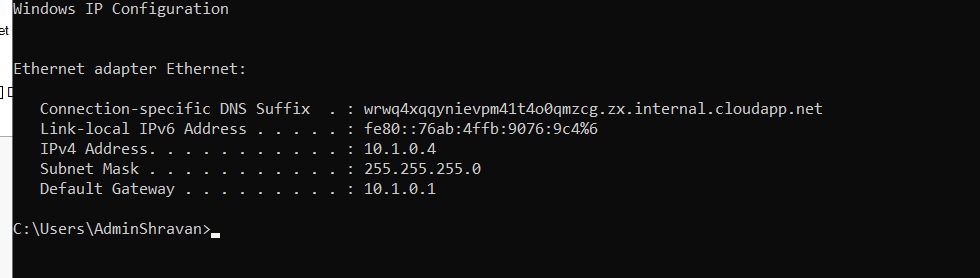 Windows IP Configuration
et
Ethernet adapter Ethernet:
Connection-specific DNS Suffix . : wrwq4xqqynievpm41t4o0qmzcg.zx.internal.cloudapp.net
Link-local IPv6 Address . . . . . : fe80::76ab:4ffb:9076:9c4%6
IPv4 Address. . . . . . . . . . . : 10.1.0.4
Subnet Mask . . . . . . . . . . . : 255.255.255.0
Default Gateway . . . . . . . . . : 10.1.0.1
C:\Users\AdminShravan>